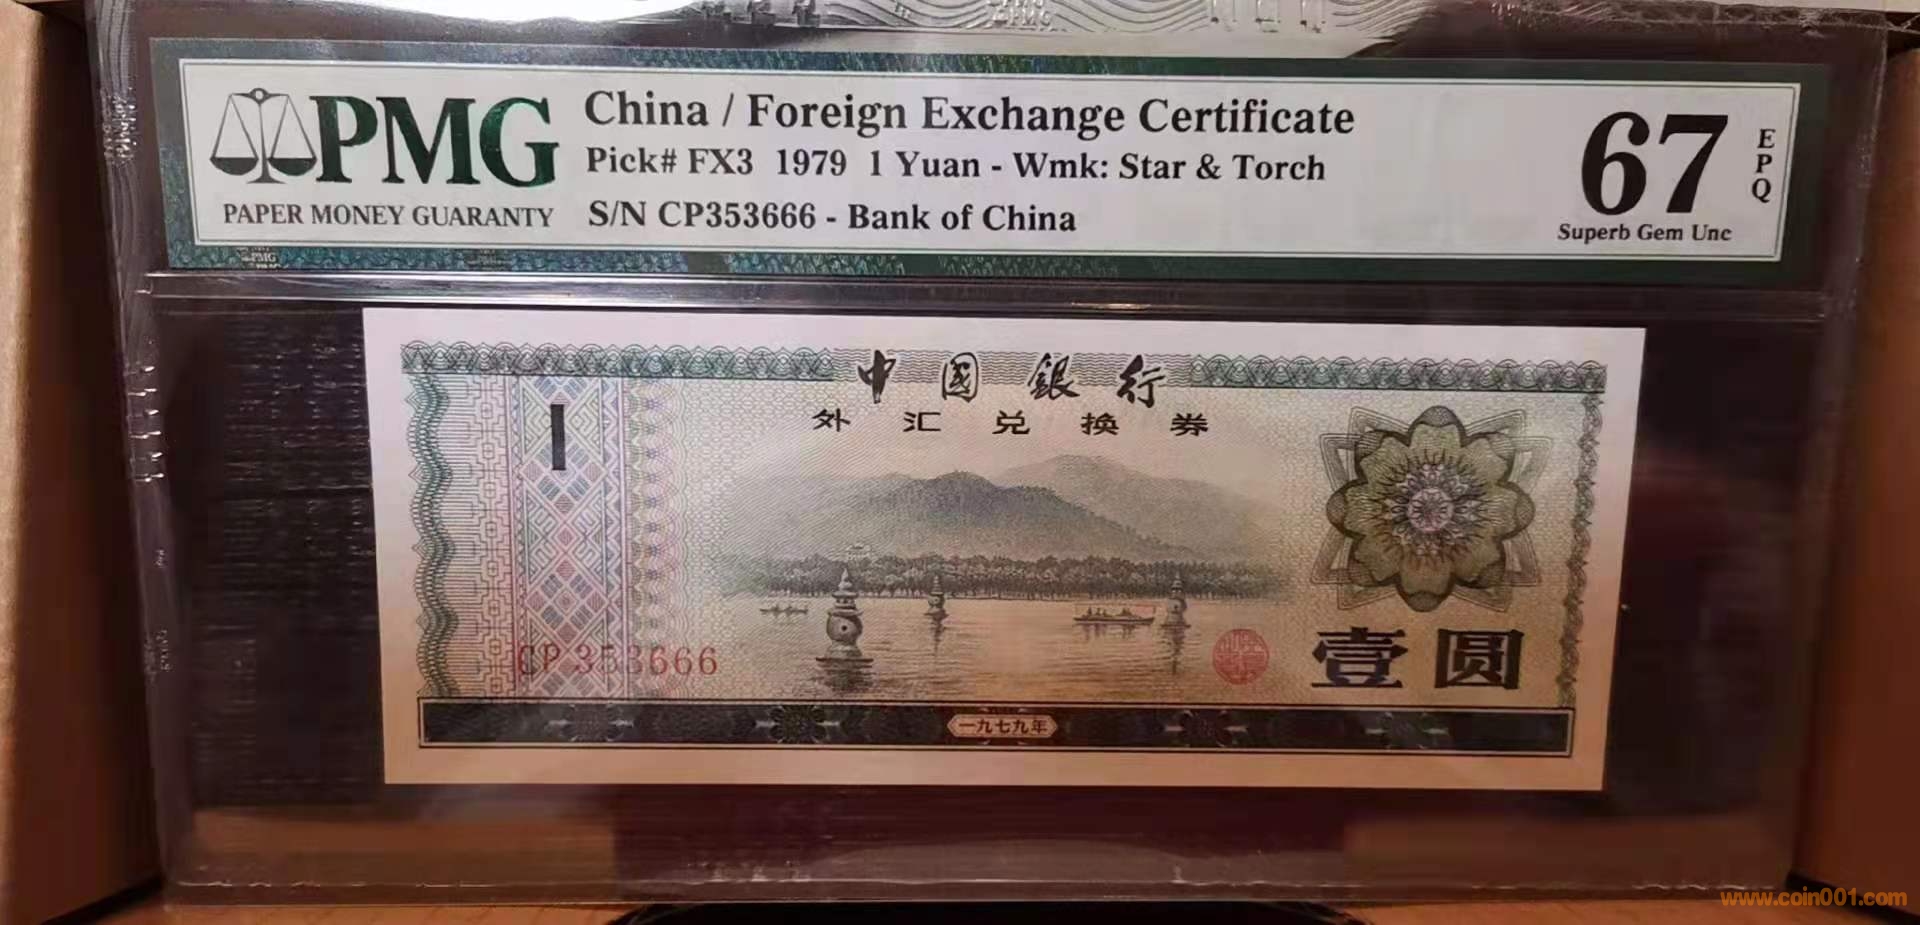 PMG
PAPER MONEY GUARANTY
China / Foreign Exchange Certificate
Pick# FX3 1979 1 Yuan - Wmk: Star & Torch
S/N CP353666 - Bank of China
67
EPQ
Superb Gem Unc
中國銀行
外汇兑换券
1
CP 353666
壹圆
一九七九年
www.coin001.com